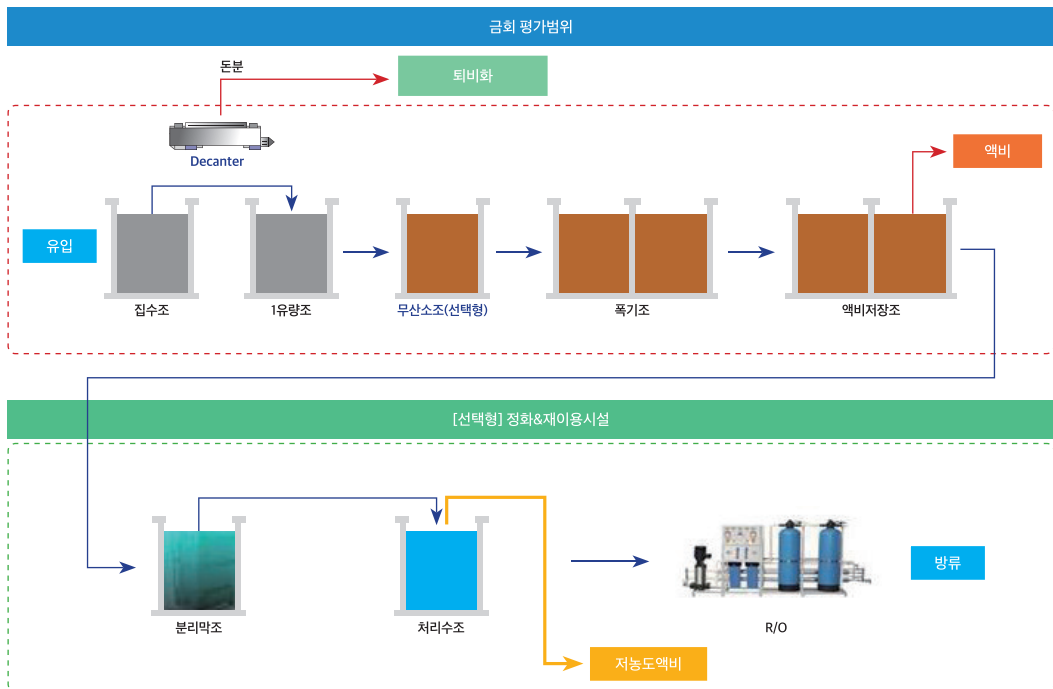 금회 평가범위
돈분
퇴비화
Decanter
액비
유입
집수조
1유량조
무산소조(선택형)
폭기조
액비저장조
[선택형] 정화&재이용시설
방류
분리막조
처리수조
R/O
저농도액비